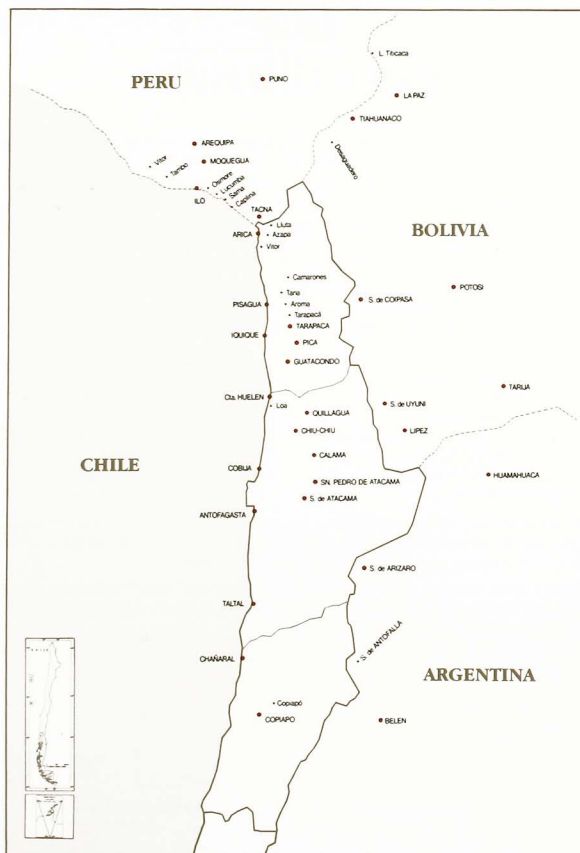 L. Titicaca
PERU
PUNO
LA PAZ
TIAHUANACO
AREQUIPA
Desaguadero
MOQUEGUA
Vitor
Tambo
Osmore
ILO
Lucumba
Sama
Caplina
TACNA
Lluta
ARICA
Azapa
BOLIVIA
Vitor
Camarones
POTOSI
Tana
S. de COIPASA
PISAGUA
Aroma
Tarapacá
TARAPACA
IQUIQUE
PICA
GUATACONDO
TARIJA
Cta. HUELEN
Loa
S. de UYUNI
QUILLAGUA
CHIU-CHIU
LIPEZ
CALAMA
CHILE
COBIJA
HUAMAHUACA
SN. PEDRO DE ATACAMA
S. de ATACAMA
ANTOFAGASTA
S. de ARIZARO
TALTAL
S. de ANTOFALLA
CHAÑARAL
ARGENTINA
Copiapó
COPIAPO
BELEN